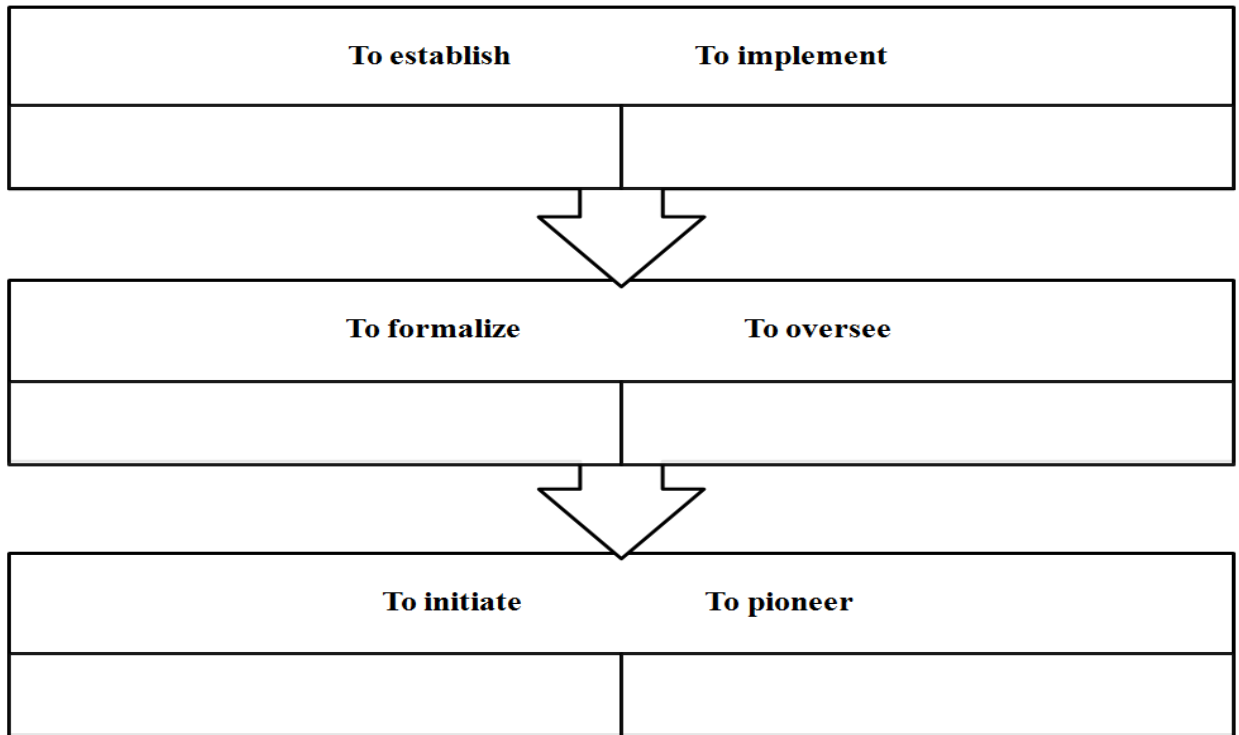 To establish To implement
To formalize To oversee
To initiate To pioneer